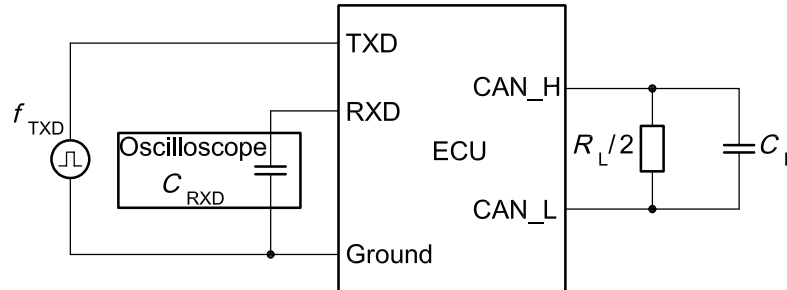 TXD
CAN_H
RXD
f TXD
Oscilloscope
C RXD
ECU
R L/2
C
CAN_L
Ground